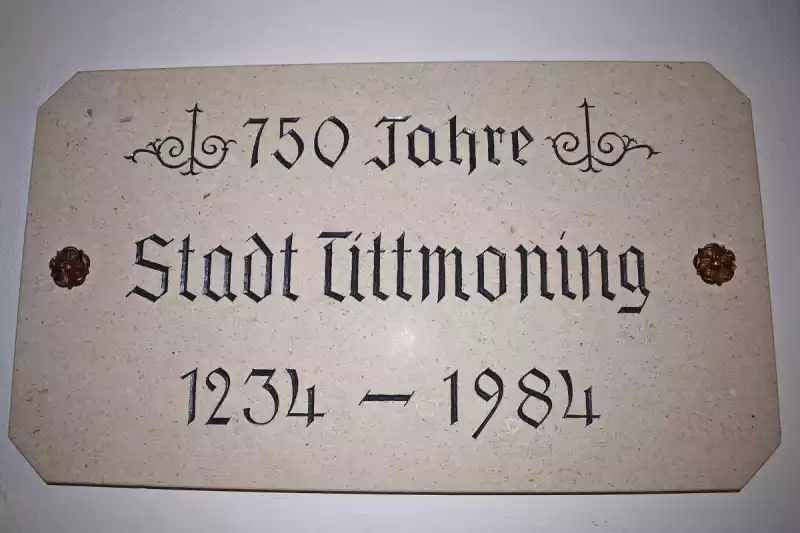 750 Jahre
Stadt Tittmoning
1234 – 1984